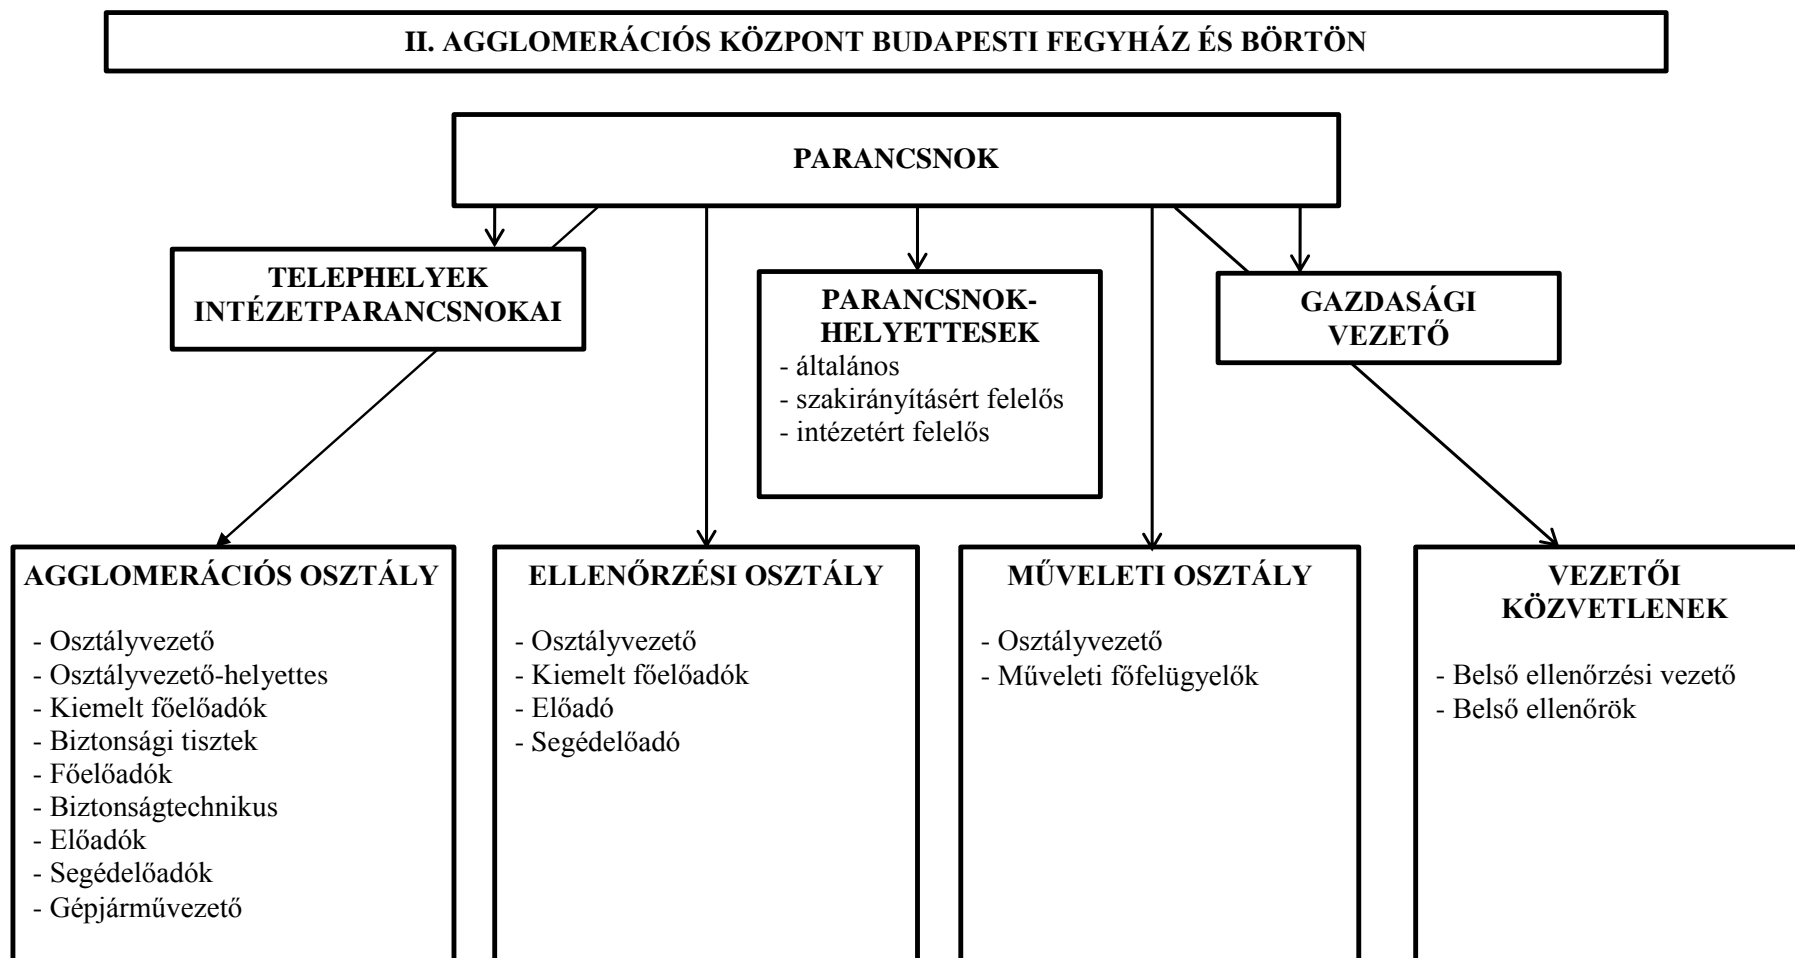 II. AGGLOMERÁCIÓS KÖZPONT BUDAPESTI FEGYHÁZ ÉS BÖRTÖN
PARANCSNOK
TELEPHELYEK
INTÉZETPARANCSNOKAI
PARANCSNOK-
HELYETTESEK
- általános
- szakirányításért felelős
- intézetért felelős
GAZDASÁGI
VEZETŐ
AGGLOMERÁCIÓS OSZTÁLY
- Osztályvezető
- Osztályvezető-helyettes
- Kiemelt főelőadók
- Biztonsági tisztek
- Főelőadók
- Biztonságtechnikus
- Előadók
- Segédelőadók
- Gépjárművezető
ELLENŐRZÉSI OSZTÁLY
- Osztályvezető
- Kiemelt főelőadók
- Előadó
- Segédelőadó
MŰVELETI OSZTÁLY
- Osztályvezető
- Műveleti főfelügyelők
VEZETŐI
KÖZVETLENEK
- Belső ellenőrzési vezető
- Belső ellenőrök